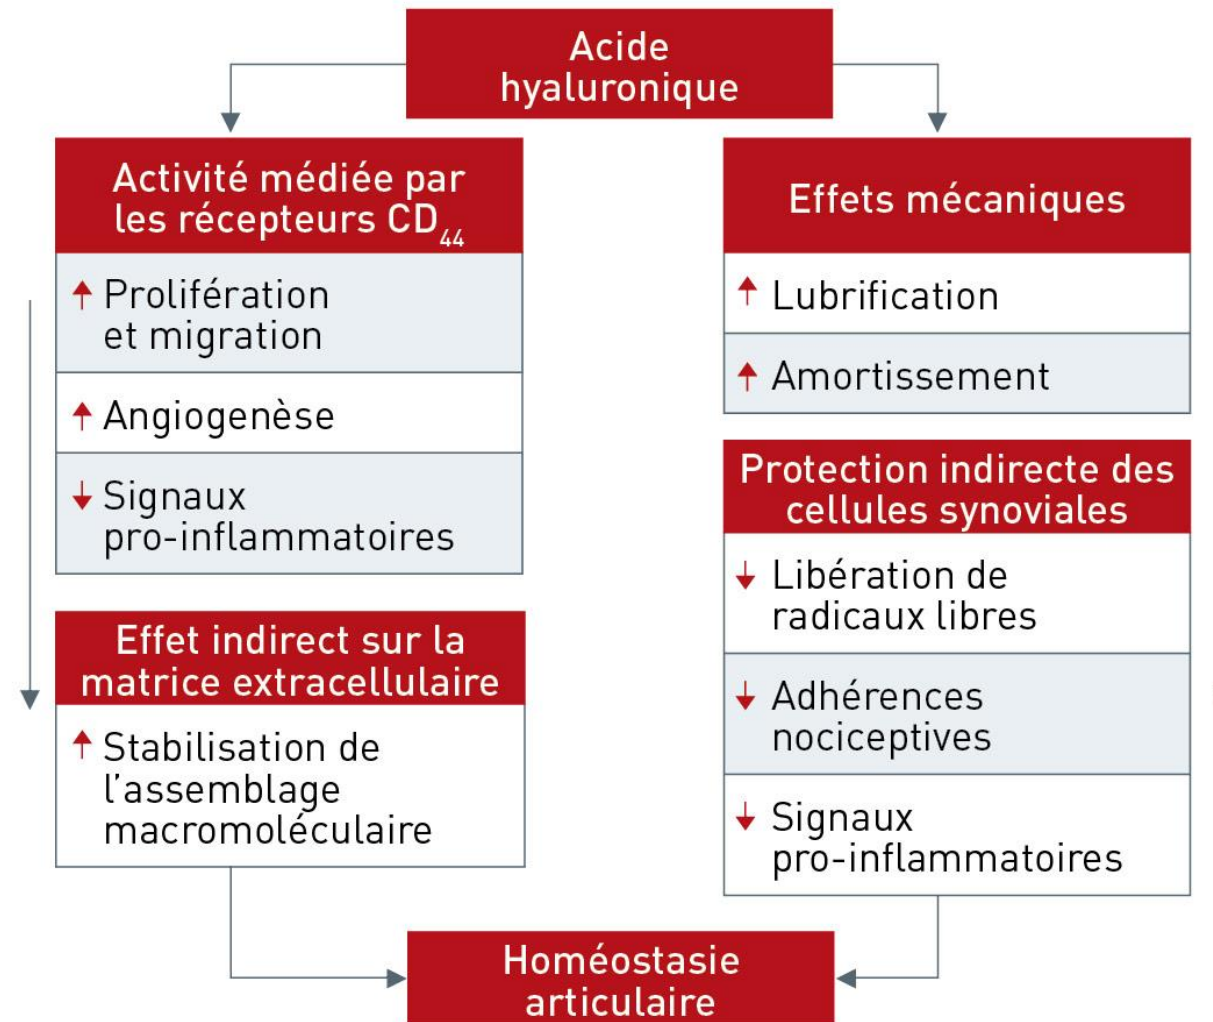 Acide
hyaluronique
Activité médiée par
les récepteurs CD44
↑ Prolifération
et migration
↑ Angiogenèse
↓ Signaux
pro-inflammatoires
Effet indirect sur la
matrice extracellulaire
↑ Stabilisation de
l’assemblage
macromoléculaire
Effets mécaniques
↑ Lubrification
↑ Amortissement
Protection indirecte des
cellules synoviales
↓ Libération de
radicaux libres
↓ Adhérences
nociceptives
↓ Signaux
pro-inflammatoires
Homéostasie
articulaire